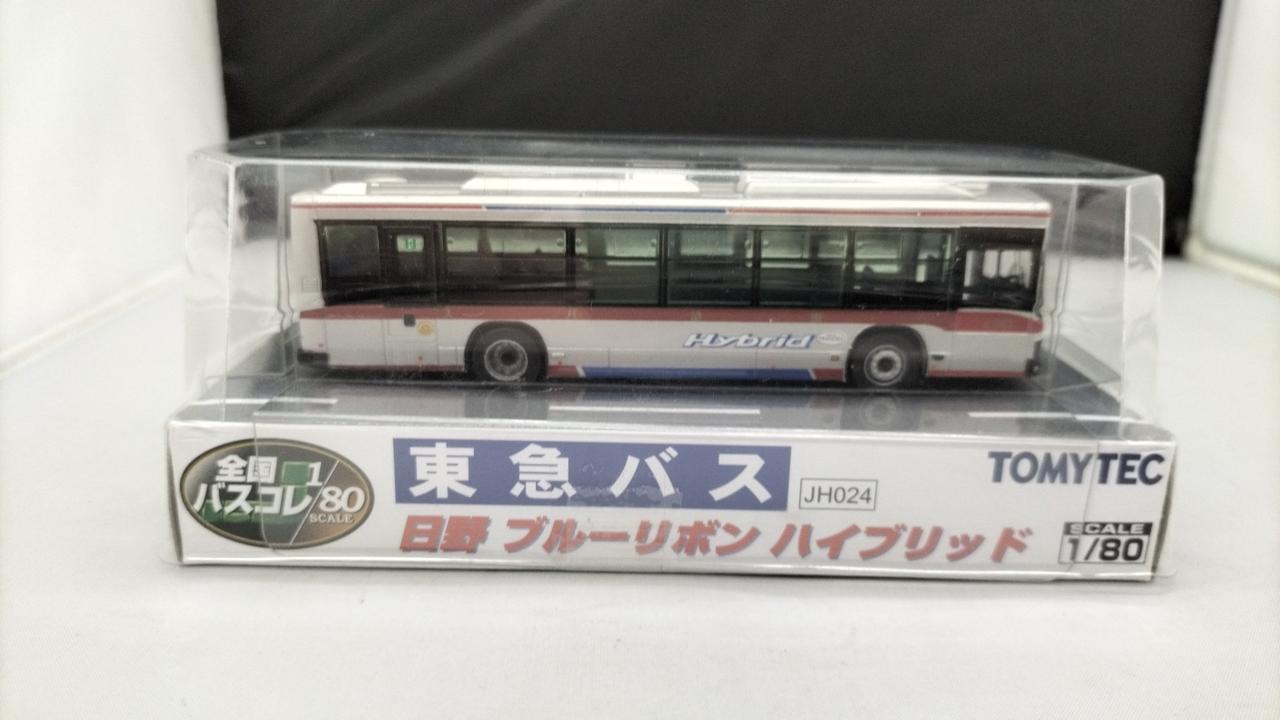 Hybrid
全国
バスコレ
1/80
SCALE
東急バス
JH024
TOMYTEC
日野 ブルーリボン ハイブリッド
SCALE
1/80